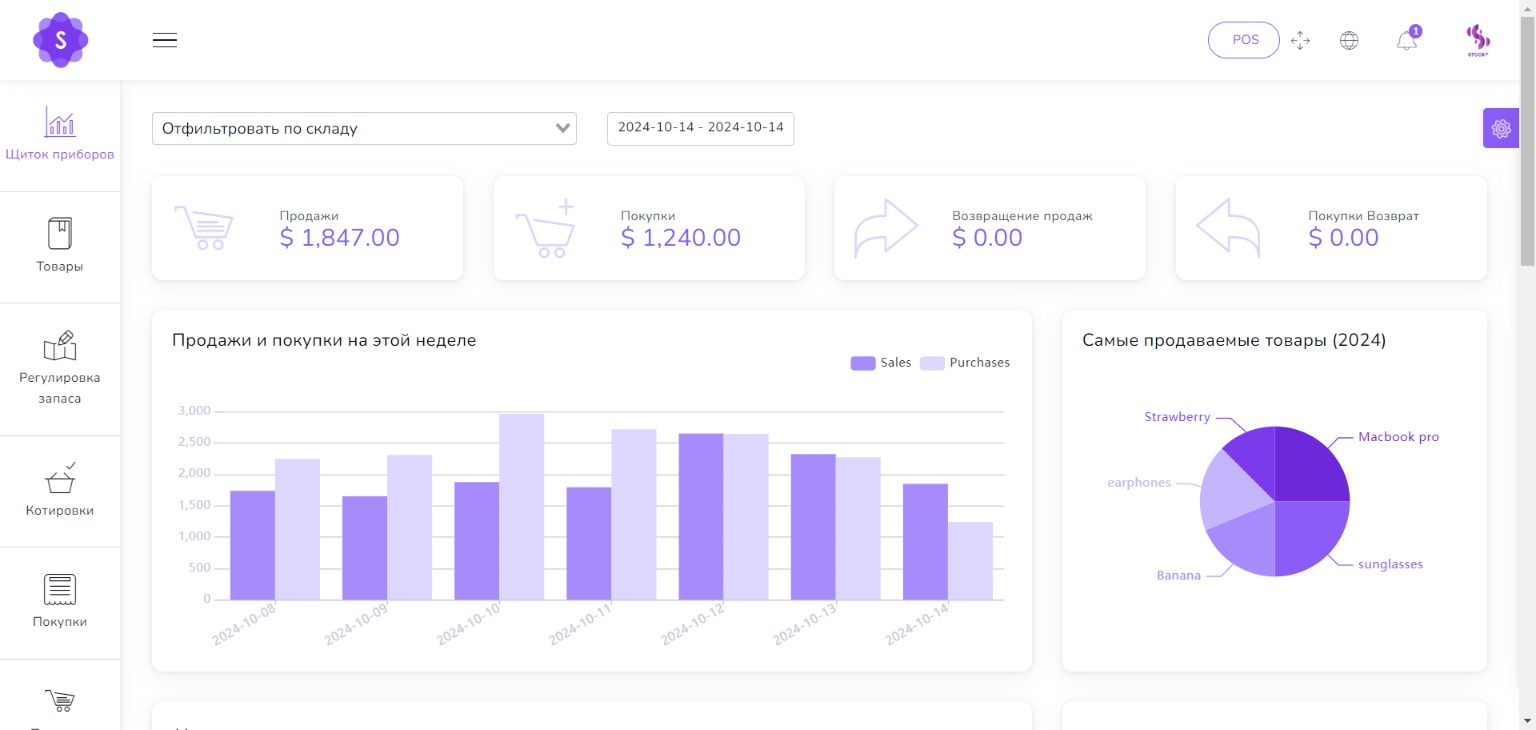 S
POS
1
STOCKY
Щиток приборов
Товары
Регулировка
запаса
Котировки
Покупки
Отфильтровать по складу
2024-10-14 - 2024-10-14
Продажи
$ 1,847.00
Покупки
$ 1,240.00
Возвращение продаж
$ 0.00
Покупки Возврат
$ 0.00
Продажи и покупки на этой неделе
Sales
Purchases
3,000
2,500
2,000
1,500
1,000
500
0
2024-10-08
2024-10-09
2024-10-10
2024-10-11
2024-10-12
2024-10-13
2024-10-14
Самые продаваемые товары (2024)
Strawberry
Macbook pro
earphones
Banana
sunglasses